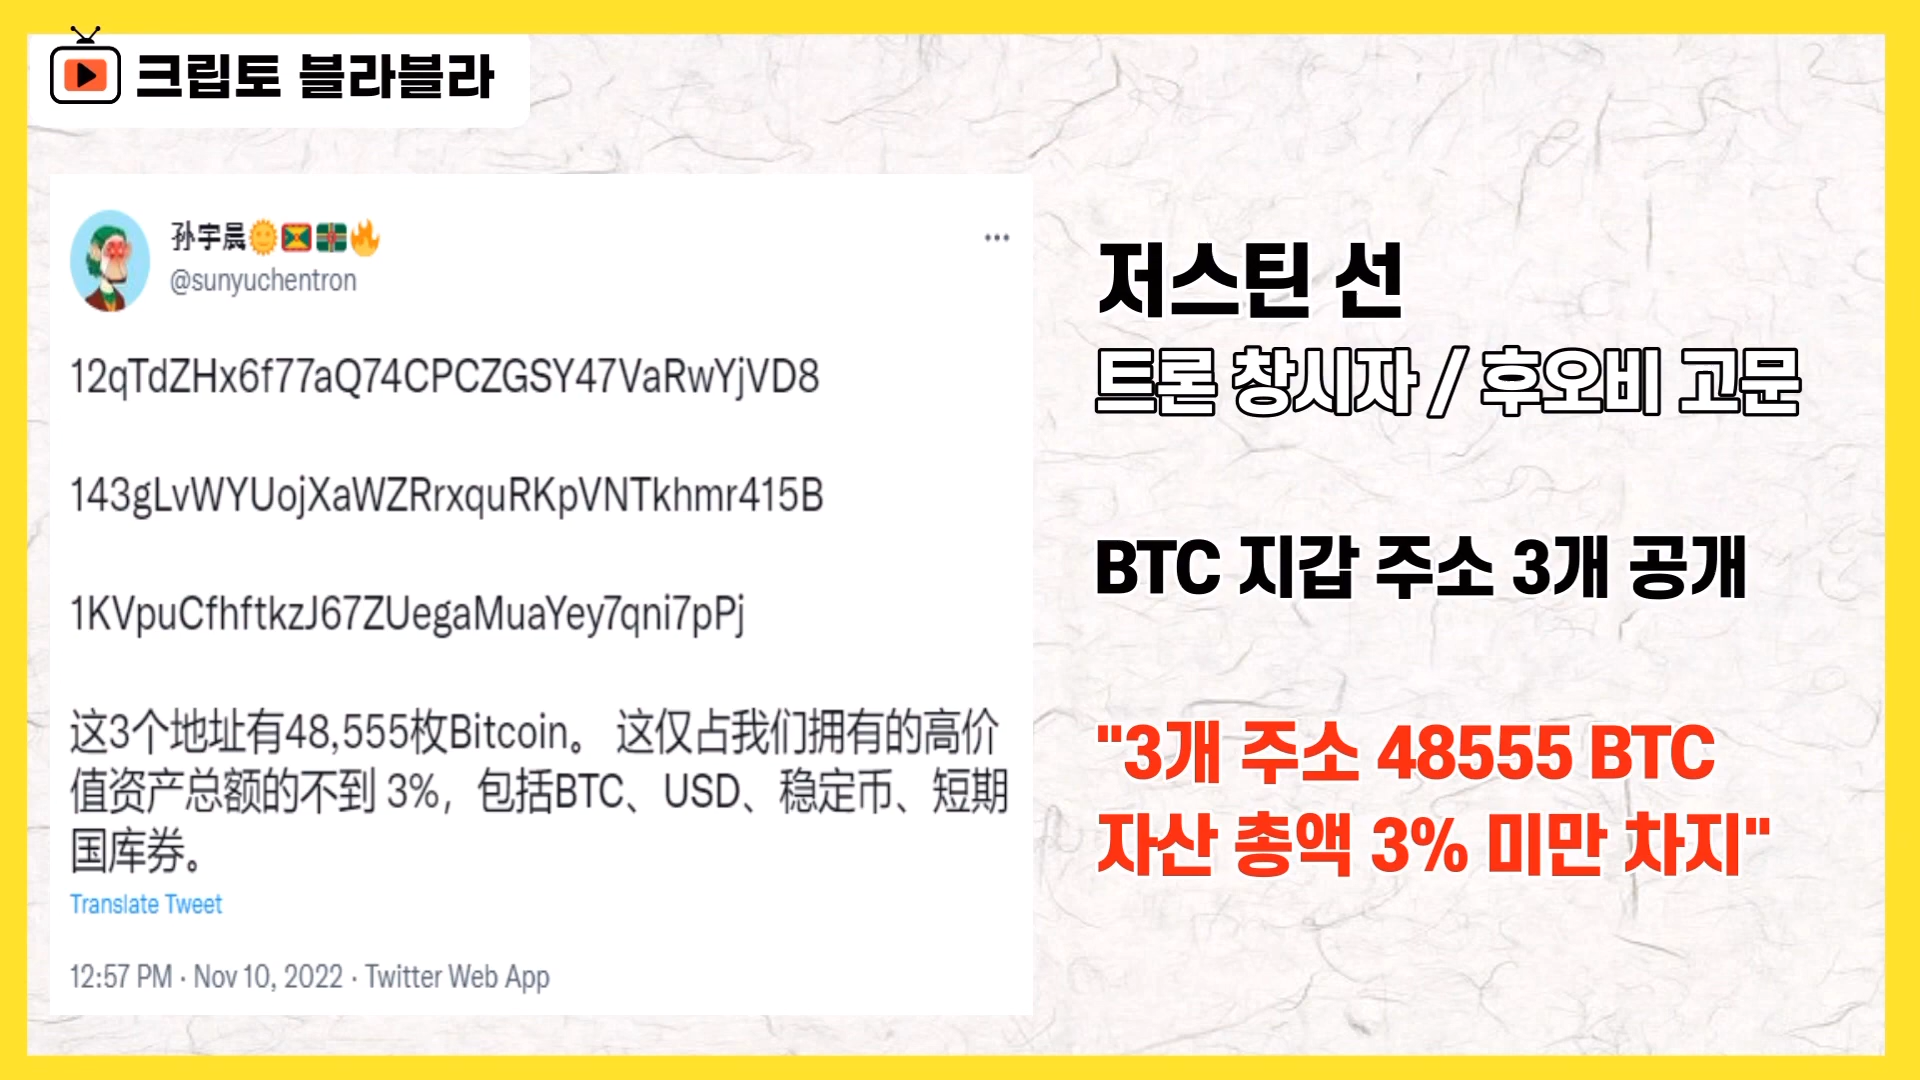 크립토 블라블라
孙宇晨🌞🇬🇩🇩🇲🔥
@sunyuchentron
12qTdZHx6f77aQ74CPCZGSY47VaRwYjVD8
143gLvWYUojXaWZRrxquRKpVNTkhmr415B
1KVpuCfhftkzJ67ZUegaMuaYey7qni7pPj
这3个地址有48,555枚Bitcoin。 这仅占我们拥有的高价
值资产总额的不到 3%，包括BTC、USD、稳定币、短期
国库券。
Translate Tweet
12:57 PM · Nov 10, 2022 · Twitter Web App
저스틴 선
트론 창시자 / 후오비 고문
BTC 지갑 주소 3개 공개
"3개 주소 48555 BTC
자산 총액 3% 미만 차지"